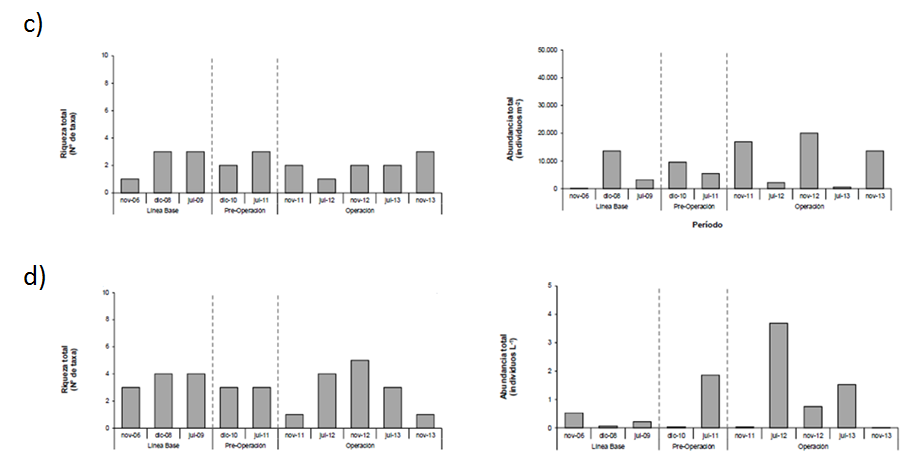 c)
Riqueza total
(N° de taxa)
10
8
6
4
2
0
nov-06 dic-08 jul-09 dic-10 jul-11 nov-11 jul-12 nov-12 jul-13 nov-13
Línea Base Pre-Operación Operación
Abundancia total
(individuos m-²)
50.000
40.000
30.000
20.000
10.000
0
nov-06 dic-08 jul-09 dic-10 jul-11 nov-11 jul-12 nov-12 jul-13 nov-13
Línea Base Pre-Operación Operación
Período
d)
Riqueza total
(N° de taxa)
10
8
6
4
2
0
nov-06 dic-08 jul-09 dic-10 jul-11 nov-11 jul-12 nov-12 jul-13 nov-13
Línea Base Pre-Operación Operación
Abundancia total
(individuos L-¹)
5
4
3
2
1
0
nov-06 dic-08 jul-09 dic-10 jul-11 nov-11 jul-12 nov-12 jul-13 nov-13
Línea Base Pre-Operación Operación